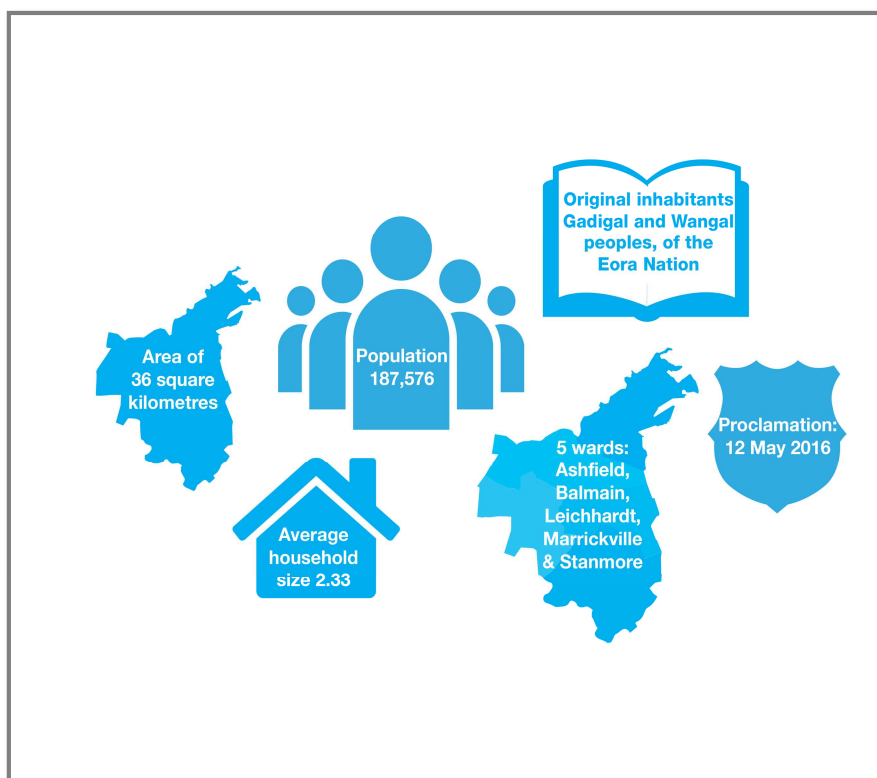 Original inhabitants
Gadigal and Wangal
peoples, of the
Eora Nation
Area of
36 square
kilometres
Population
187,576
Proclamation:
12 May 2016
5 wards:
Ashfield,
Balmain,
Leichhardt,
Marrickville
& Stanmore
Average
household
size 2.33